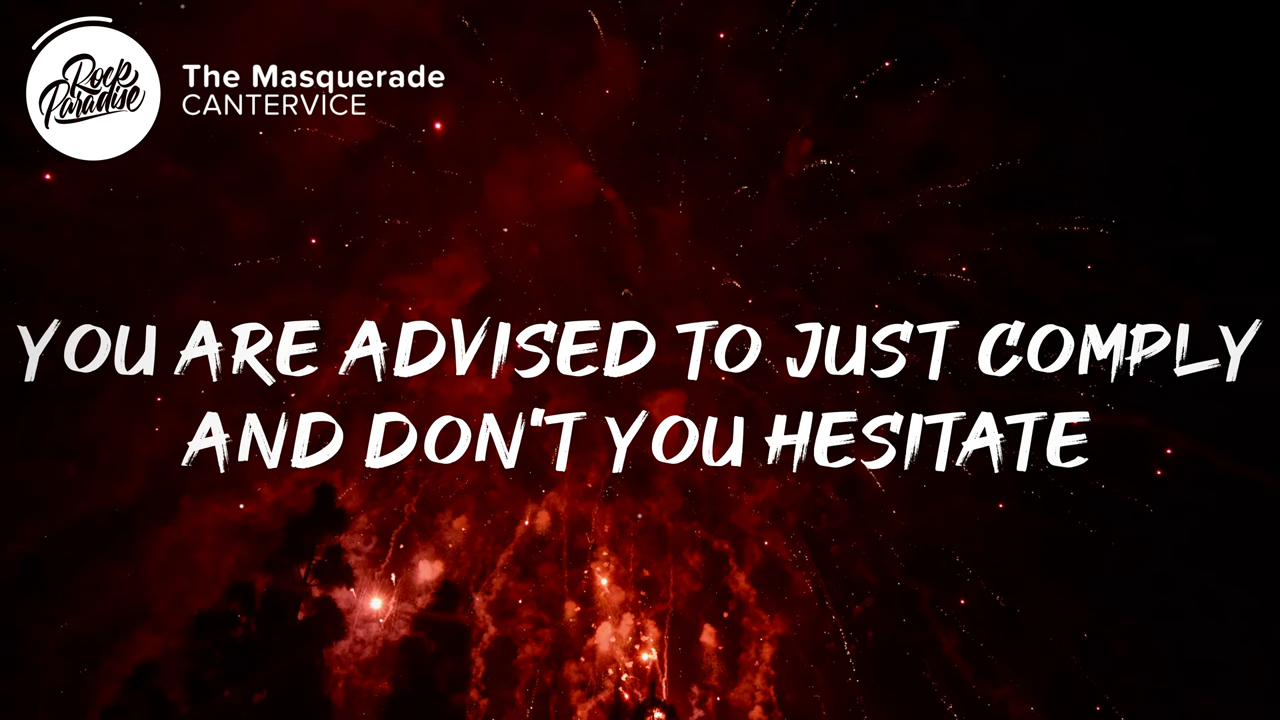 Rock
Paradise
The Masquerade
CANTERVICE
YOU ARE ADVISED TO JUST COMPLY
AND DON'T YOU HESITATE